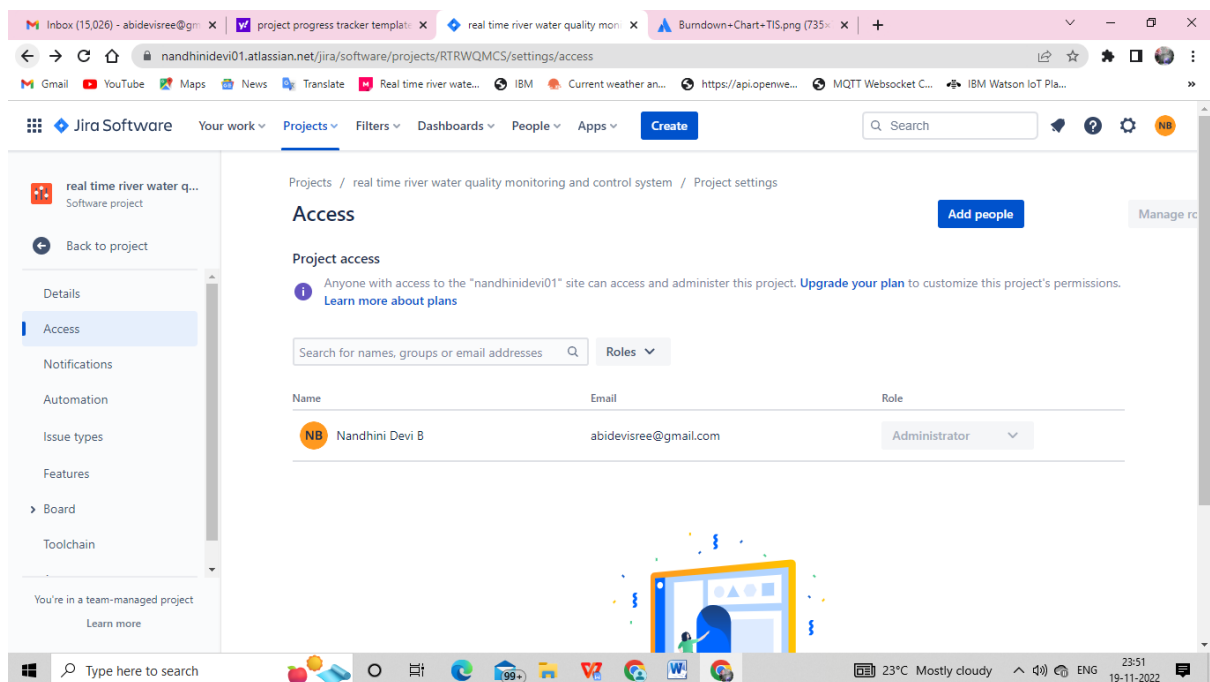 Inbox (15,026) - abidevisree@gm
project progress tracker template
real time river water quality moni
Burndown+Chart+TIS.png (735×
nandhinidevi01.atlassian.net/jira/software/projects/RTRWQMCS/settings/access
Gmail YouTube Maps News Translate Real time river wate... IBM Current weather an... https://api.openwe... MQTT Websocket C... IBM Watson IoT Pla... »
Jira Software Your work Projects Filters Dashboards People Apps Create Search NB
real time river water q...
Software project
Back to project
Details
Access
Notifications
Automation
Issue types
Features
Board
Toolchain
You're in a team-managed project
Learn more
Projects / real time river water quality monitoring and control system / Project settings
Access
Add people
Manage ro
Project access
Anyone with access to the "nandhinidevi01" site can access and administer this project. Upgrade your plan to customize this project's permissions.
Learn more about plans
Search for names, groups or email addresses
Roles
Name Email Role
NB Nandhini Devi B abidevisree@gmail.com Administrator
Type here to search
99+
W
23°C Mostly cloudy
ENG
23:51
19-11-2022